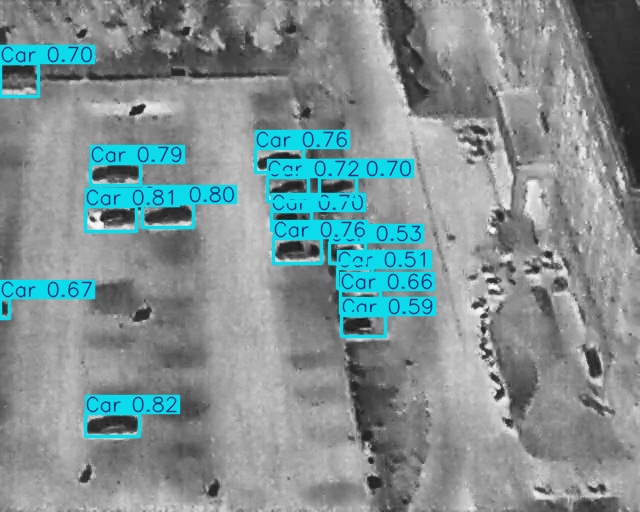 Car 0.70
Car 0.76
Car 0.79
Car 0.72
0.70
Car 0.81
0.80
Car 0.70
Car 0.76
0.53
Car 0.51
Car 0.66
Car 0.67
Car 0.59
Car 0.82